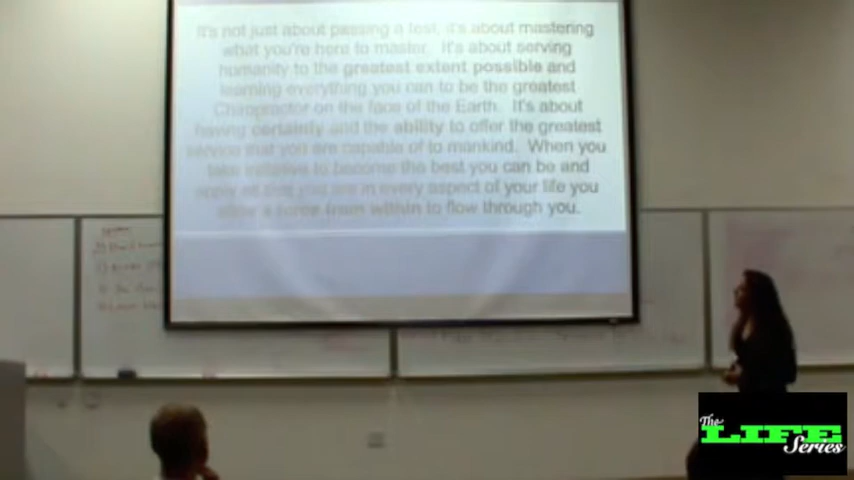 It's not just about passing a test, it's about mastering
what you're here to master. It's about serving
humanity to the greatest extent possible and
learning everything you can to be the greatest
Chiropractor on the face of the Earth. It's about
having certainty and the ability to offer the greatest
service that you are capable of to mankind. When you
take initiative to become the best you can be and
apply all that you are in every aspect of your life you
allow a force from within to flow through you.
The
LIFE
Series